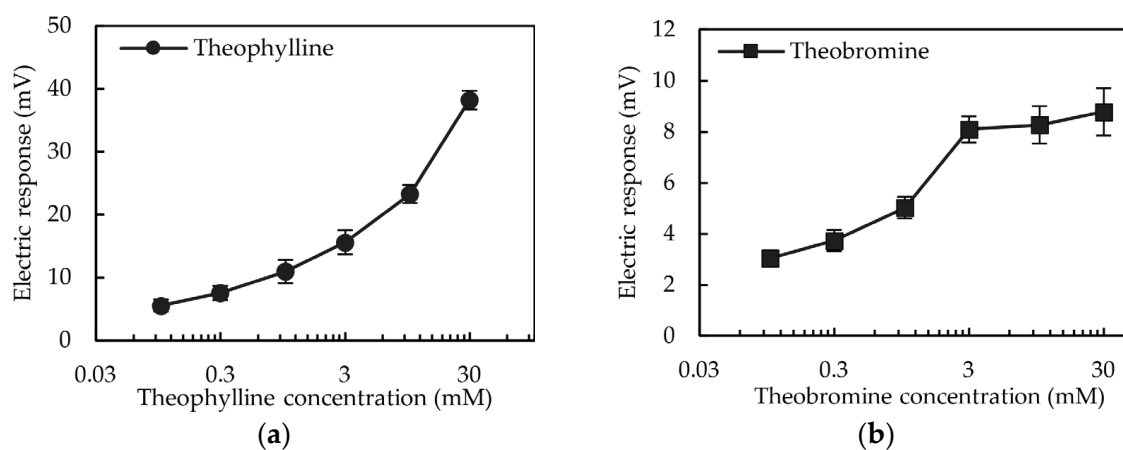 Theophylline
50
40
30
20
10
0
Electric response (mV)
0.03 0.3 3 30
Theophylline concentration (mM)
(a)
Theobromine
12
10
8
6
4
2
0
Electric response (mV)
0.03 0.3 3 30
Theobromine concentration (mM)
(b)